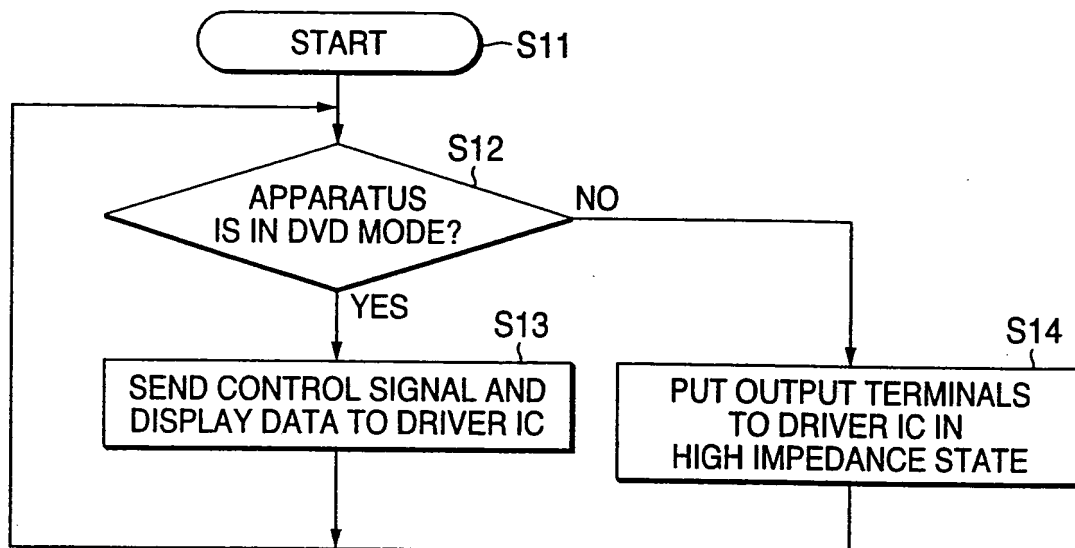 START
S11
S12
APPARATUS
IS IN DVD MODE?
NO
YES
S13
SEND CONTROL SIGNAL AND
DISPLAY DATA TO DRIVER IC
S14
PUT OUTPUT TERMINALS
TO DRIVER IC IN
HIGH IMPEDANCE STATE